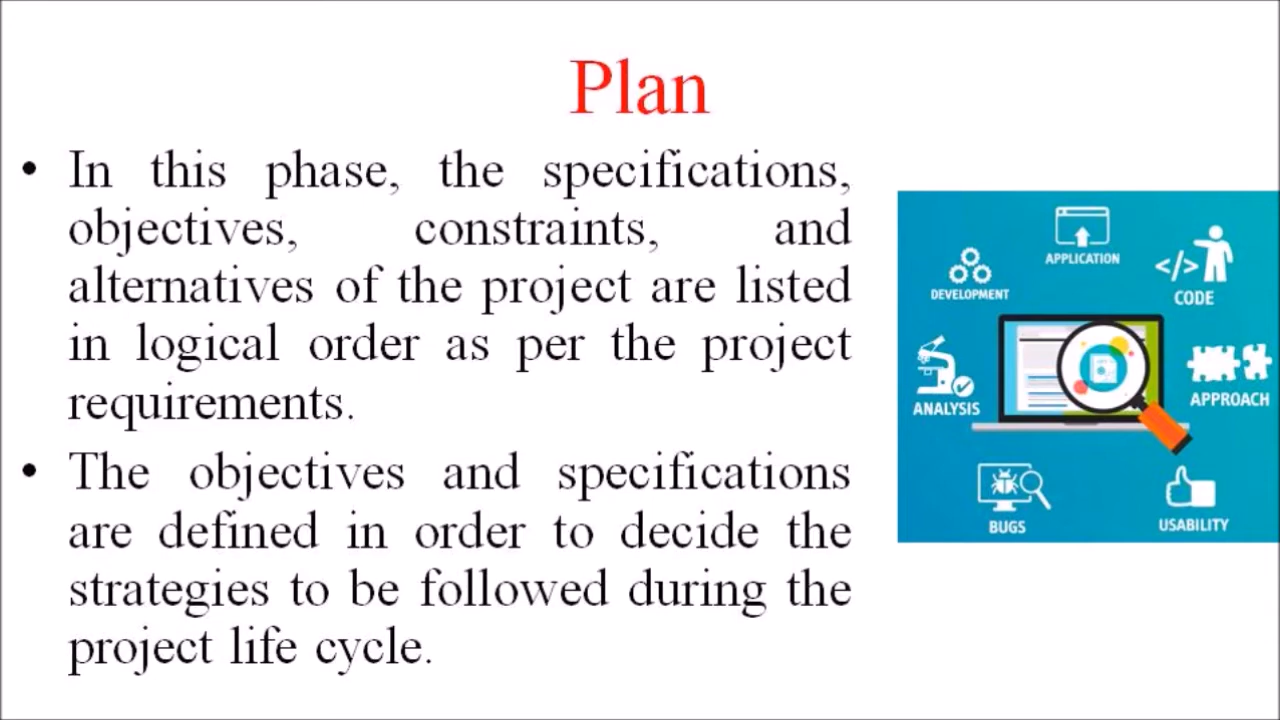 Plan
• In this phase, the specifications,
objectives, constraints, and
alternatives of the project are listed
in logical order as per the project
requirements.
• The objectives and specifications
are defined in order to decide the
strategies to be followed during the
project life cycle.
APPLICATION
</> CODE
DEVELOPMENT
ANALYSIS
APPROACH
BUGS
USABILITY